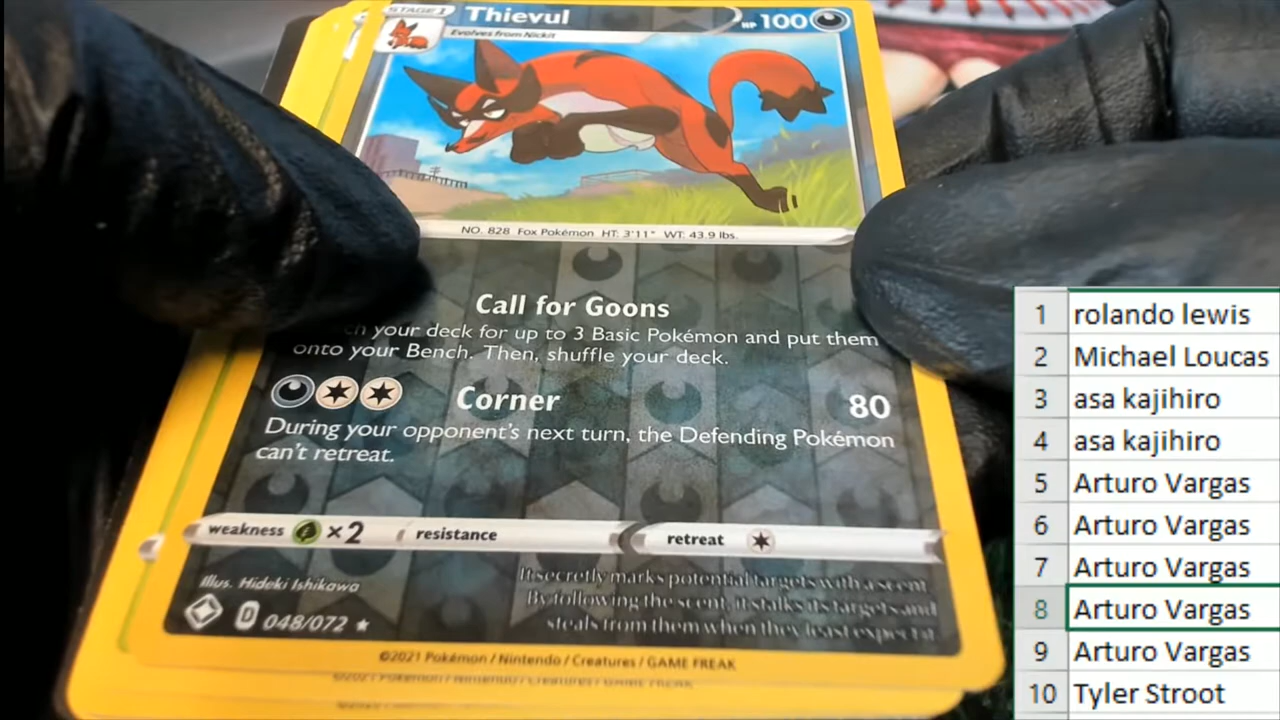 STAGE 1
Thievul
HP 100
Evolves from Nickit
NO. 828 Fox Pokémon HT: 3'11" WT: 43.9 lbs.
Call for Goons
your deck for up to 3 Basic Pokémon and put them
onto your Bench. Then, shuffle your deck.
Corner 80
During your opponent's next turn, the Defending Pokémon
can't retreat.
weakness ×2 resistance retreat
Illus. Hideki Ishikawa
It secretly marks potential targets with a scent.
By following the scent, it stalks its targets and
steals from them when they least expect it.
D 048/072
©2021 Pokémon / Nintendo / Creatures / GAME FREAK
©2021 Pokémon / Nintendo / Creatures / GAME FREAK
1 rolando lewis
2 Michael Loucas
3 asa kajihiro
4 asa kajihiro
5 Arturo Vargas
6 Arturo Vargas
7 Arturo Vargas
8 Arturo Vargas
9 Arturo Vargas
10 Tyler Stroot